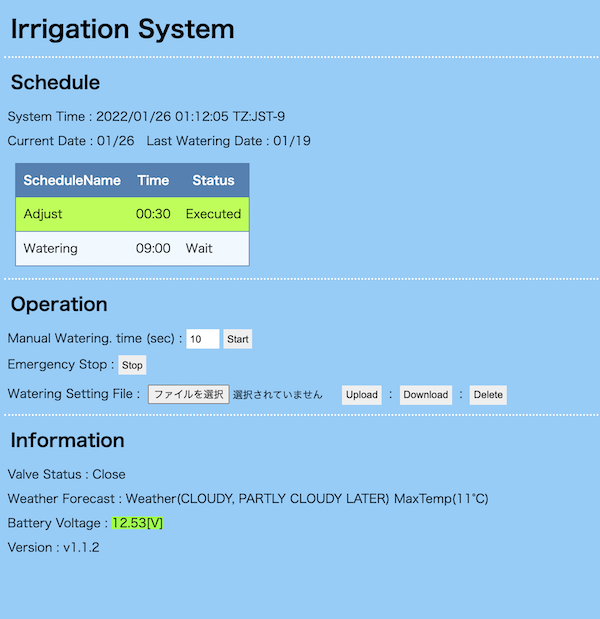 Irrigation System
Schedule
System Time : 2022/01/26 01:12:05 TZ:JST-9
Current Date : 01/26 Last Watering Date : 01/19
ScheduleName Time Status
Adjust 00:30 Executed
Watering 09:00 Wait
Operation
Manual Watering. time (sec) : 10 Start
Emergency Stop : Stop
Watering Setting File : ファイルを選択 選択されていません Upload : Download : Delete
Information
Valve Status : Close
Weather Forecast : Weather(CLOUDY, PARTLY CLOUDY LATER) MaxTemp(11℃)
Battery Voltage : 12.53[V]
Version : v1.1.2